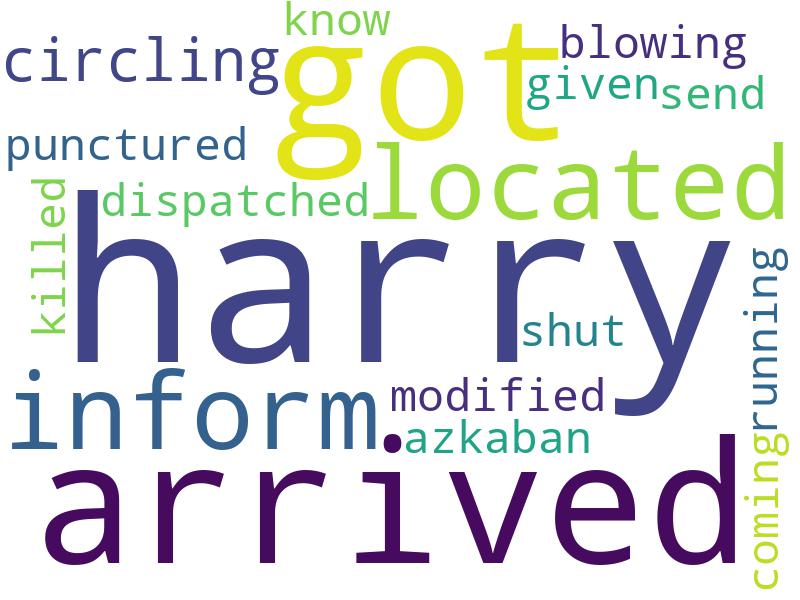 know
got
blowing
circling
given
send
punctured
located
dispatched
killed
harry
shut
running
inform
modified
azkaban
arrived
coming